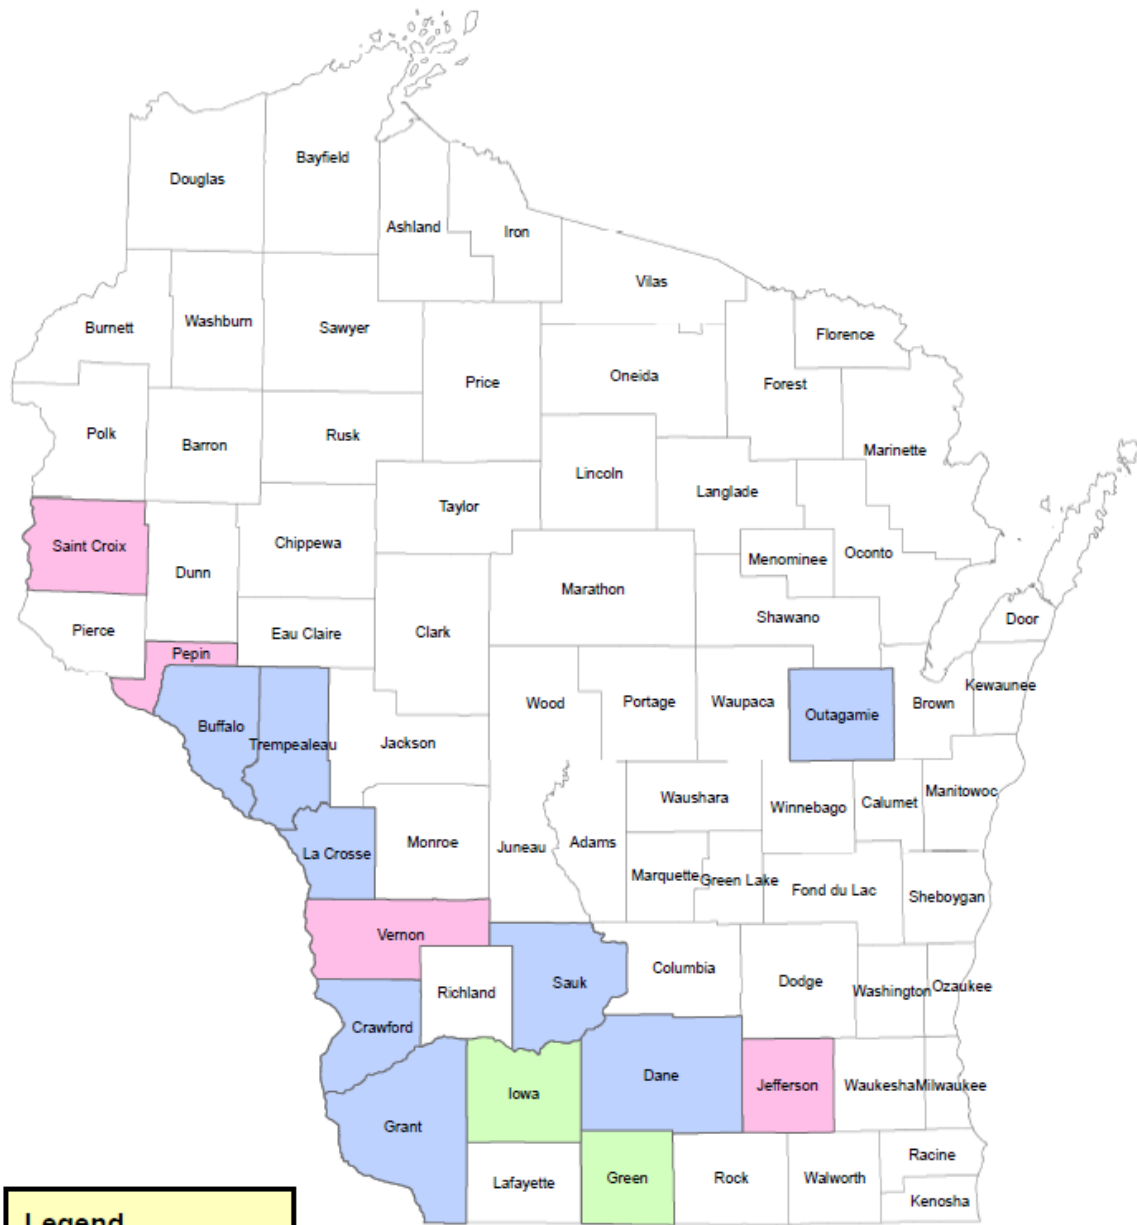 Bayfield
Douglas
Ashland
Iron
Vilas
Burnett
Washburn
Sawyer
Florence
Price
Oneida
Forest
Polk
Barron
Rusk
Marinette
Lincoln
Langlade
Taylor
Saint Croix
Chippewa
Dunn
Menominee
Oconto
Marathon
Shawano
Door
Pierce
Eau Claire
Clark
Pepin
Kewaunee
Wood
Portage
Waupaca
Outagamie
Brown
Buffalo
Trempealeau
Jackson
Waushara
Winnebago
Calumet
Manitowoc
La Crosse
Monroe
Juneau
Adams
Marquette
Green Lake
Fond du Lac
Sheboygan
Vernon
Columbia
Dodge
Richland
Sauk
Washington
Ozaukee
Crawford
Iowa
Dane
Jefferson
Waukesha
Milwaukee
Grant
Lafayette
Green
Rock
Walworth
Racine
Kenosha
Legend